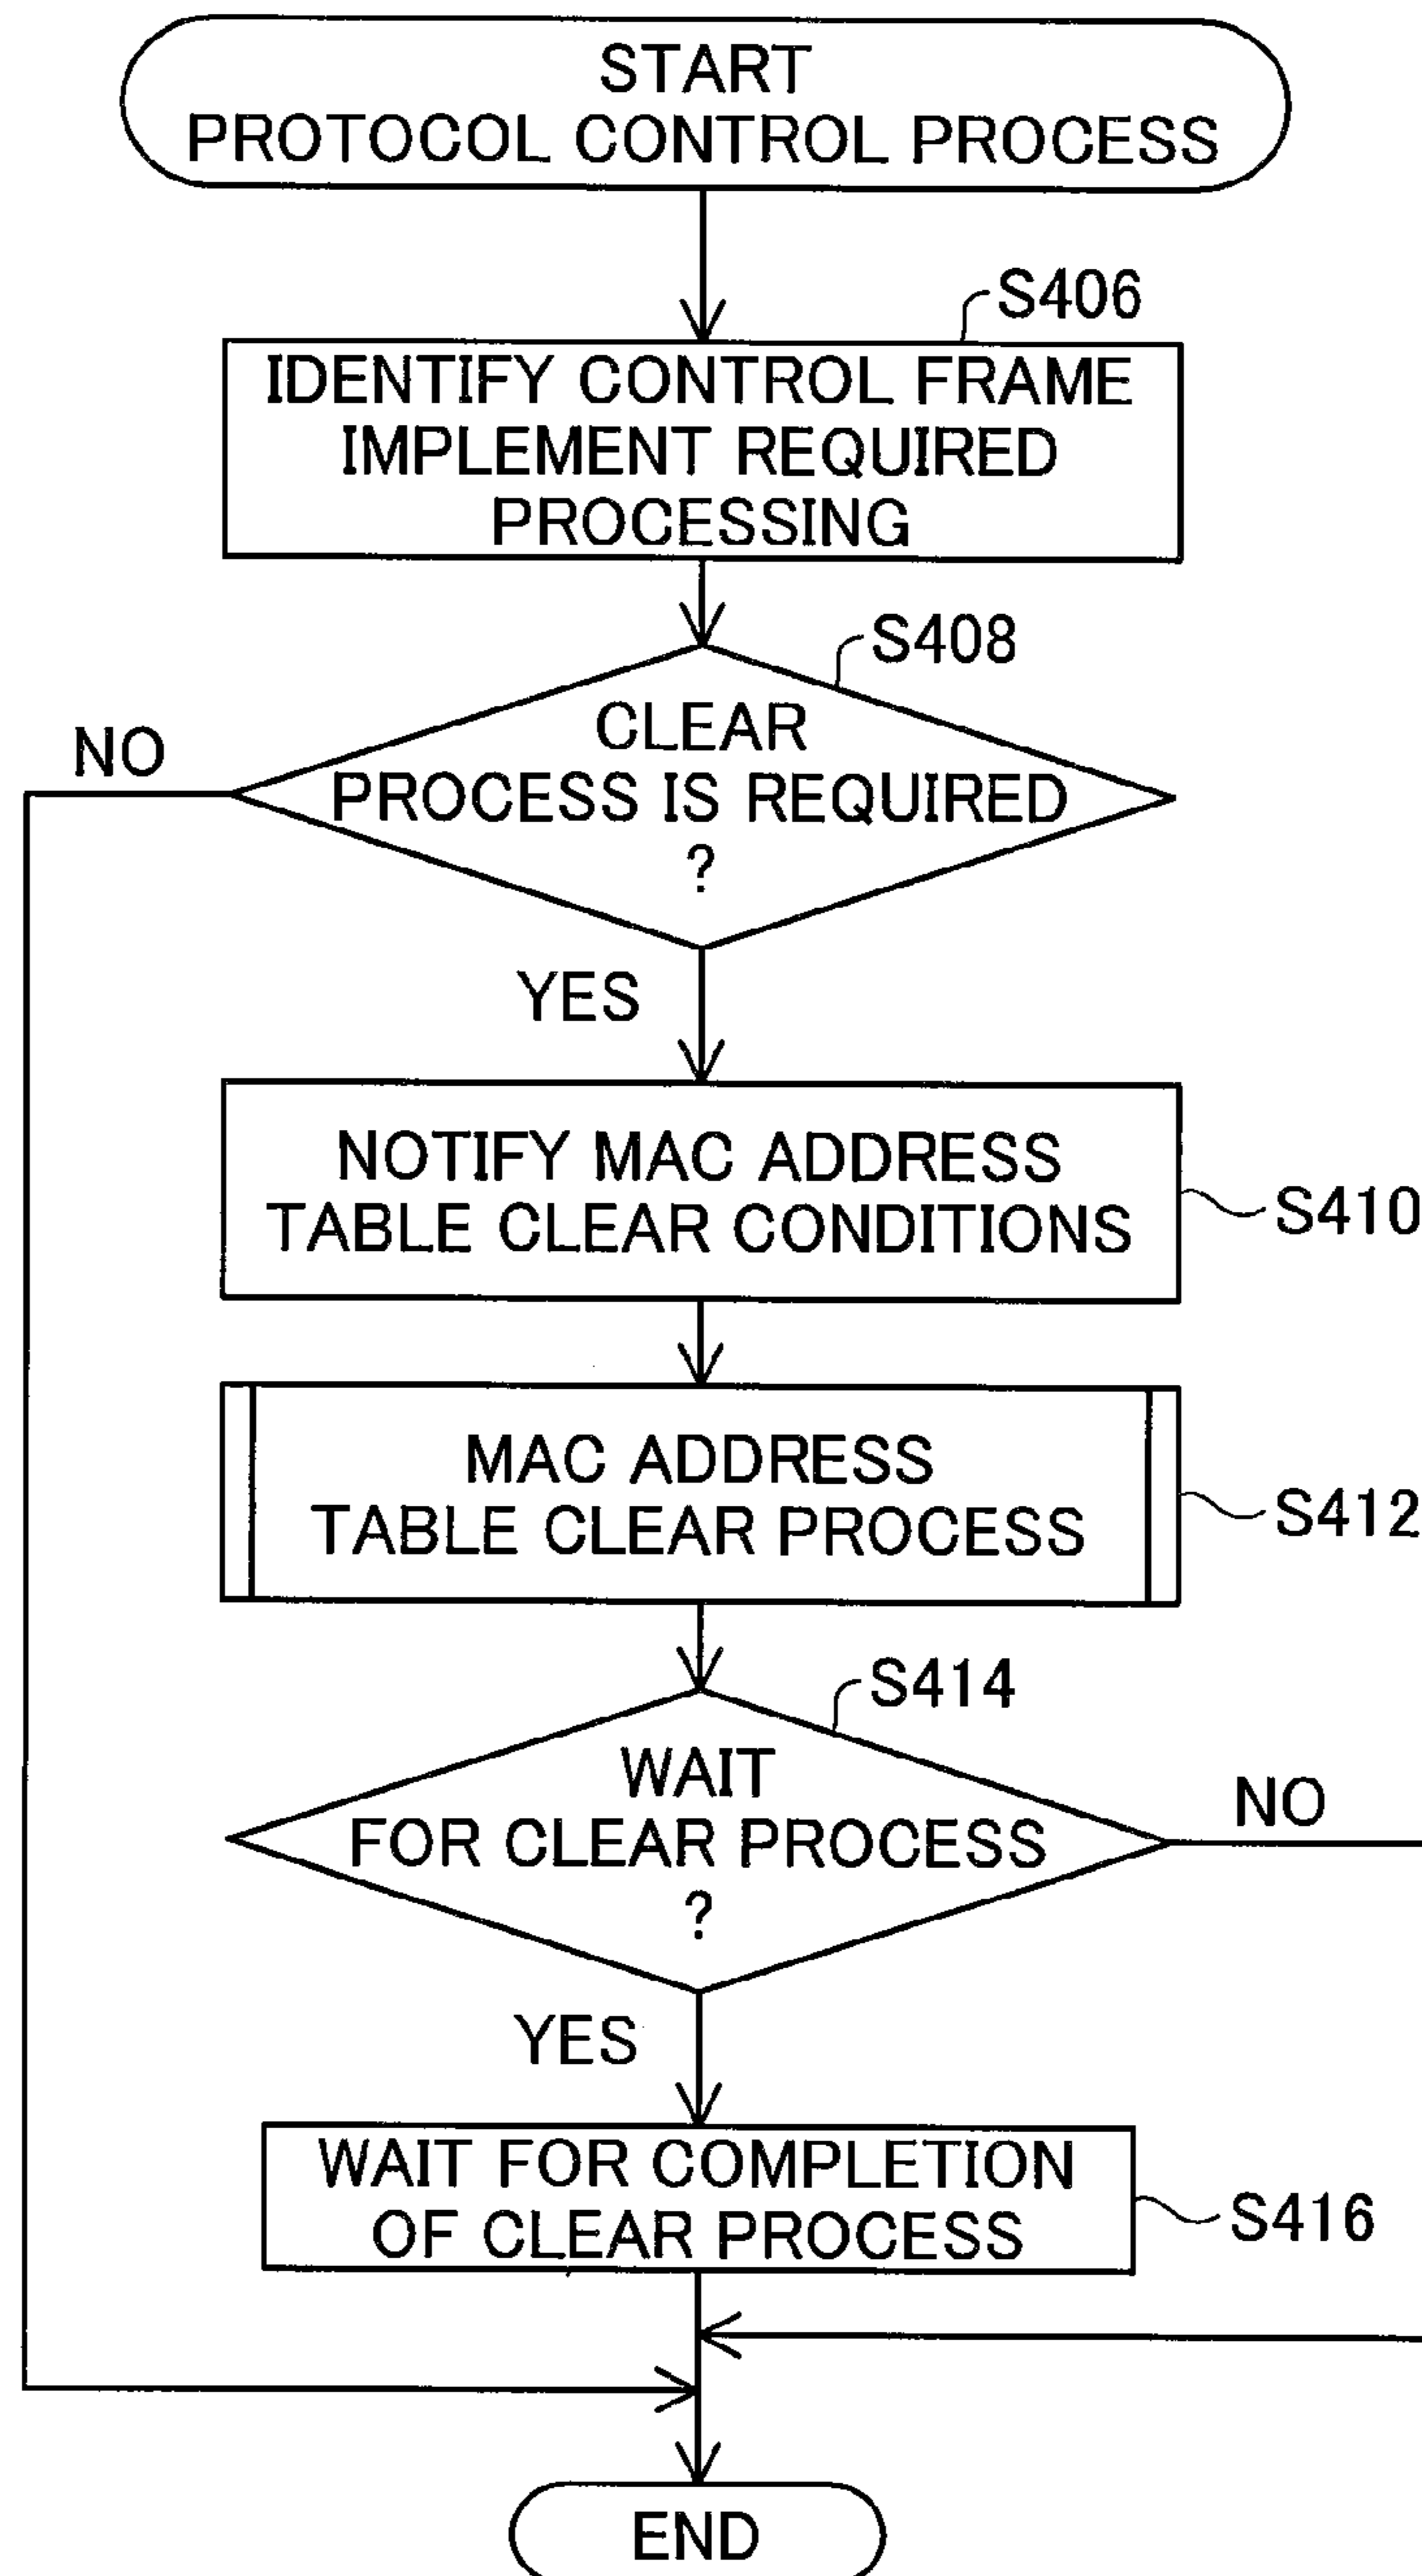 START
PROTOCOL CONTROL PROCESS
S406
IDENTIFY CONTROL FRAME
IMPLEMENT REQUIRED
PROCESSING
S408
CLEAR
PROCESS IS REQUIRED
?
NO
YES
NOTIFY MAC ADDRESS
TABLE CLEAR CONDITIONS
S410
MAC ADDRESS
TABLE CLEAR PROCESS
S412
S414
WAIT
FOR CLEAR PROCESS
?
NO
YES
WAIT FOR COMPLETION
OF CLEAR PROCESS
S416
END